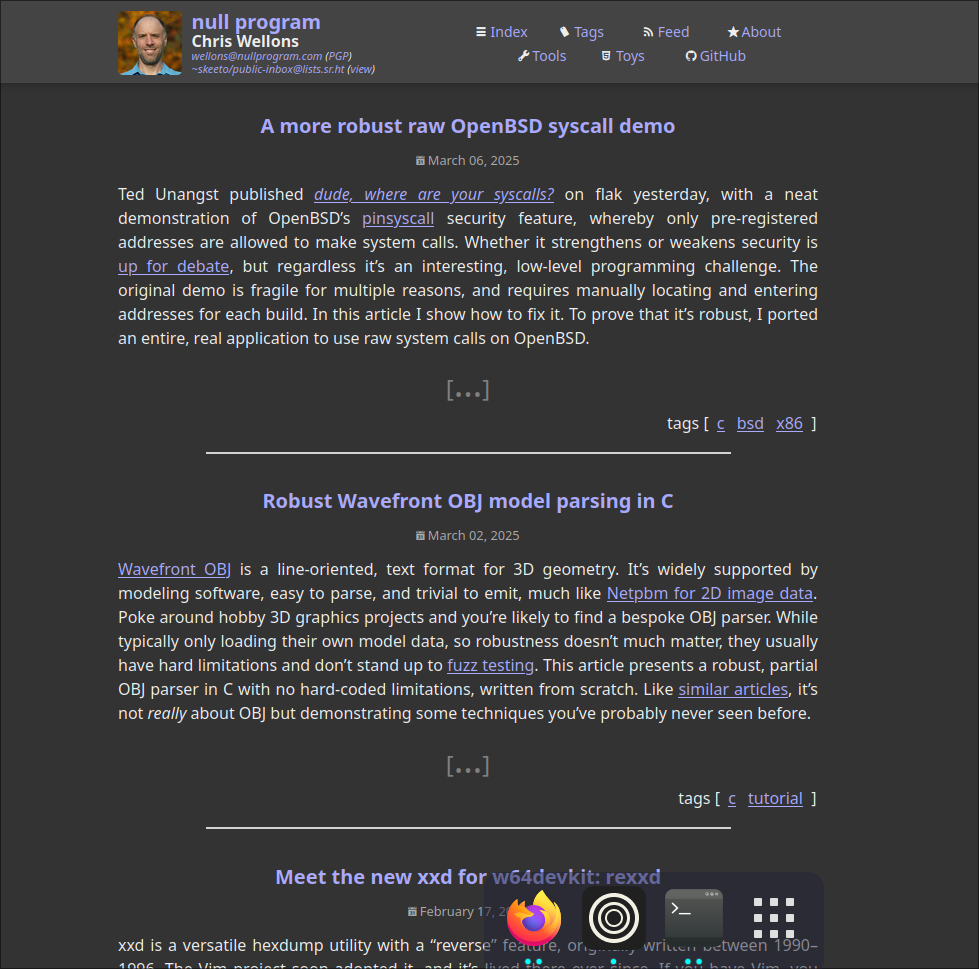 null program
Chris Wellons
wellons@nullprogram.com (PGP)
~skeeto/public-inbox@lists.sr.ht (view)
Index Tags Feed About
Tools Toys GitHub
A more robust raw OpenBSD syscall demo
March 06, 2025
Ted Unangst published dude, where are your syscalls? on flak yesterday, with a neat
demonstration of OpenBSD’s pinsyscall security feature, whereby only pre-registered
addresses are allowed to make system calls. Whether it strengthens or weakens security is
up for debate, but regardless it’s an interesting, low-level programming challenge. The
original demo is fragile for multiple reasons, and requires manually locating and entering
addresses for each build. In this article I show how to fix it. To prove that it’s robust, I ported
an entire, real application to use raw system calls on OpenBSD.
[...]
tags [ c bsd x86 ]
Robust Wavefront OBJ model parsing in C
March 02, 2025
Wavefront OBJ is a line-oriented, text format for 3D geometry. It’s widely supported by
modeling software, easy to parse, and trivial to emit, much like Netpbm for 2D image data.
Poke around hobby 3D graphics projects and you’re likely to find a bespoke OBJ parser. While
typically only loading their own model data, so robustness doesn’t much matter, they usually
have hard limitations and don’t stand up to fuzz testing. This article presents a robust, partial
OBJ parser in C with no hard-coded limitations, written from scratch. Like similar articles, it’s
not really about OBJ but demonstrating some techniques you’ve probably never seen before.
[...]
tags [ c tutorial ]
Meet the new xxd for w64devkit: rexxd
February 17,
xxd is a versatile hexdump utility with a “reverse” feature, originally written between 1990–
1996. The Vim project soon adopted it, and it’s lived there ever since. If you have Vim, you